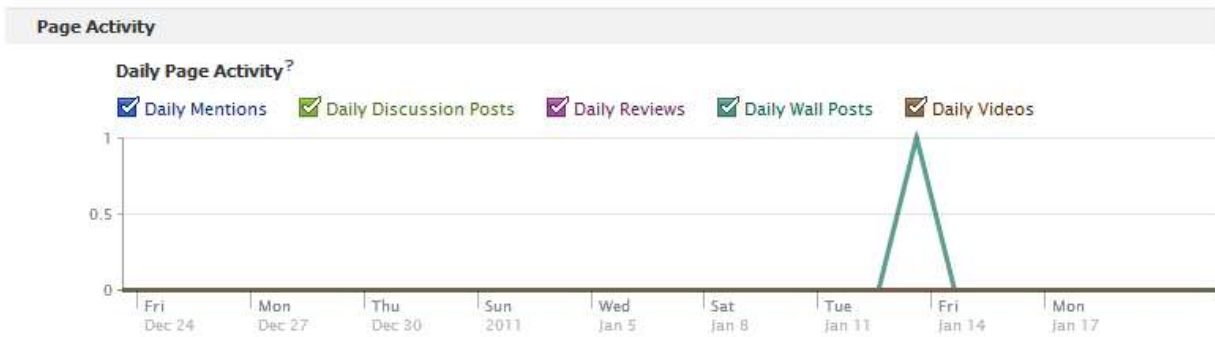 Page Activity
Daily Page Activity?
Daily Mentions Daily Discussion Posts Daily Reviews Daily Wall Posts Daily Videos
1
0.5
0
Fri Mon Thu Sun Wed Sat Tue Fri Mon
Dec 24 Dec 27 Dec 30 2011 Jan 5 Jan 8 Jan 11 Jan 14 Jan 17